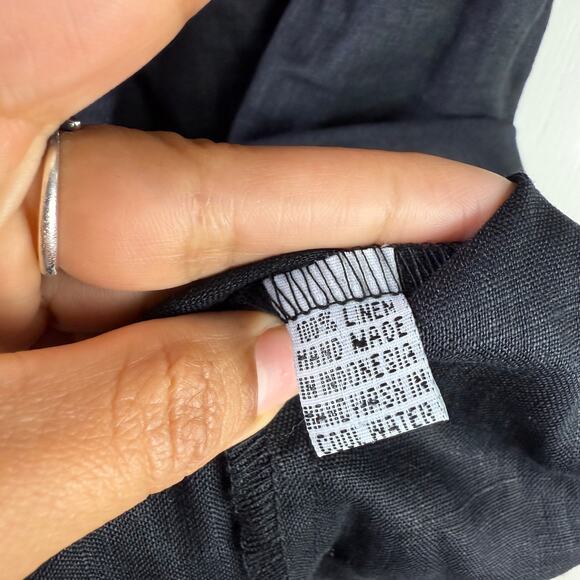 100% LINEN
HAND MADE
IN INDONESIA
HAND WASH IN
COOL WATER